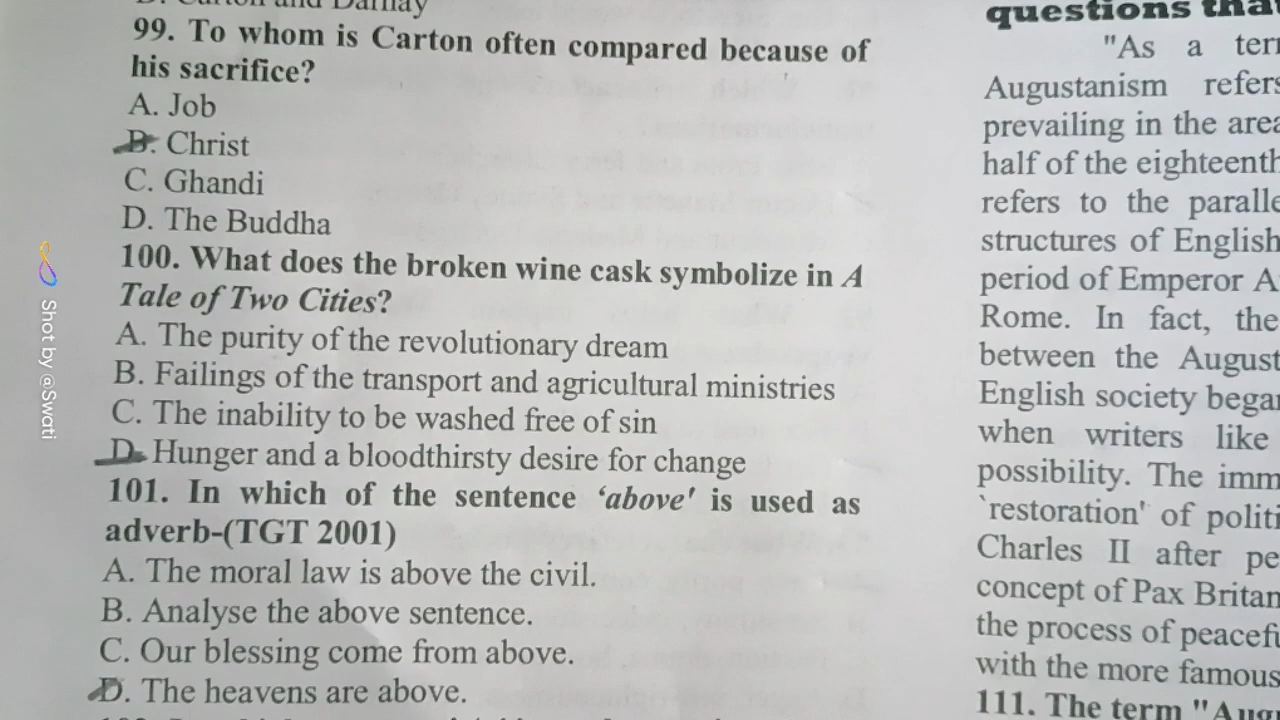 D. Carton and Darnay
99. To whom is Carton often compared because of
his sacrifice?
A. Job
B. Christ
C. Ghandi
D. The Buddha
100. What does the broken wine cask symbolize in A
Tale of Two Cities?
A. The purity of the revolutionary dream
B. Failings of the transport and agricultural ministries
C. The inability to be washed free of sin
D. Hunger and a bloodthirsty desire for change
101. In which of the sentence ‘above' is used as
adverb-(TGT 2001)
A. The moral law is above the civil.
B. Analyse the above sentence.
C. Our blessing come from above.
D. The heavens are above.
questions that
"As a
Augustanism refers
prevailing in the area
half of the eighteenth
refers to the
structures of English
period of Emperor
Rome. In fact, the
between the
English society
when writers like
possibility. The
`restoration' of
Charles II after
concept of Pax
the process of
with the more famous
111. The term
Shot by @Swati